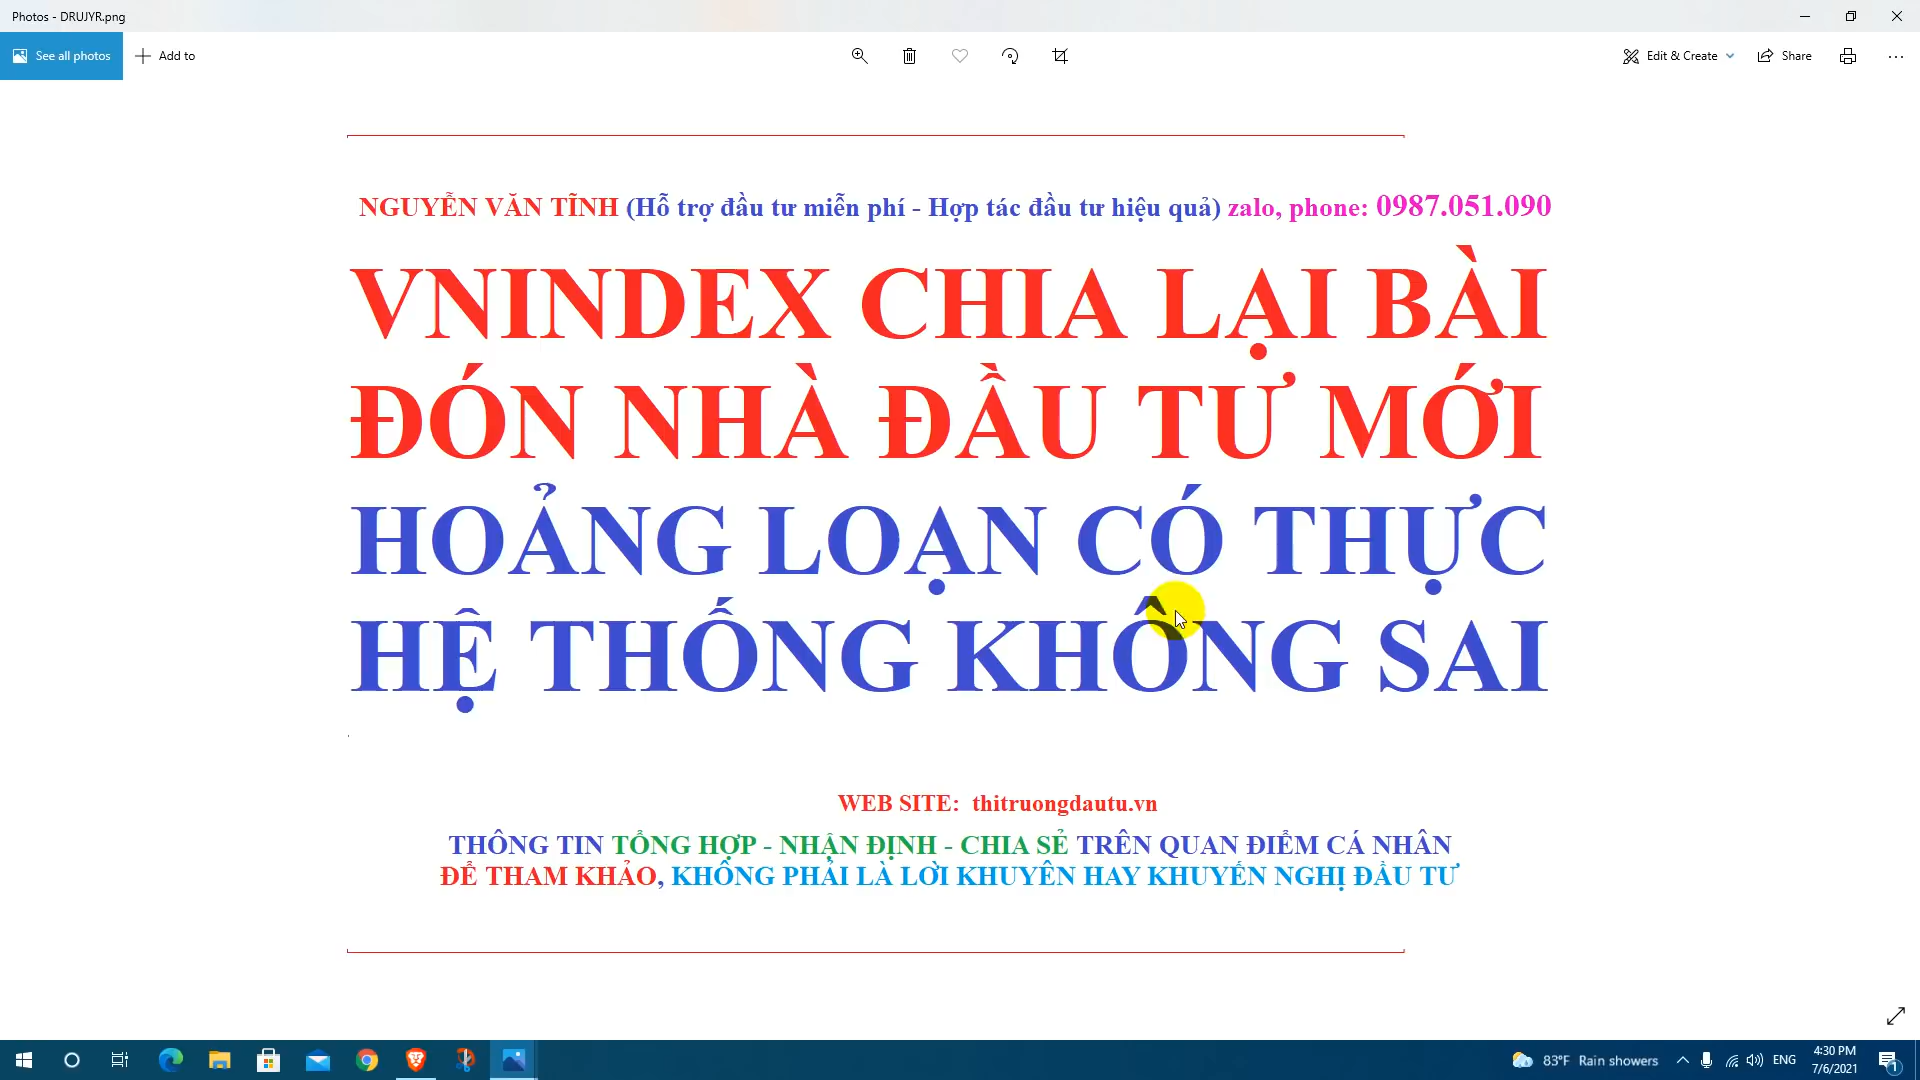 Photos - DRUJYR.png
See all photos
Add to
Edit & Create
Share
NGUYỄN VĂN TĨNH (Hỗ trợ đầu tư miễn phí - Hợp tác đầu tư hiệu quả) zalo, phone: 0987.051.090
VNINDEX CHIA LẠI BÀI
ĐÓN NHÀ ĐẦU TƯ MỚI
HOẢNG LOẠN CÓ THỰC
HỆ THỐNG KHÔNG SAI
WEB SITE: thitruongdautu.vn
THÔNG TIN TỔNG HỢP - NHẬN ĐỊNH - CHIA SẺ TRÊN QUAN ĐIỂM CÁ NHÂN
ĐỂ THAM KHẢO, KHÔNG PHẢI LÀ LỜI KHUYÊN HAY KHUYẾN NGHỊ ĐẦU TƯ
83°F Rain showers
ENG
4:30 PM
7/6/2021
1